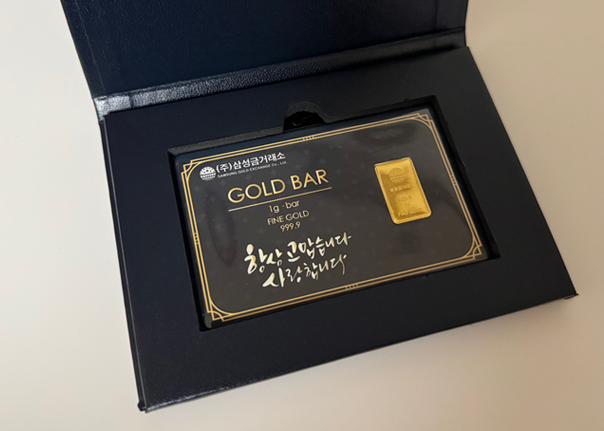 (주)삼성금거래소
SAMSUNG GOLD EXCHANGE Co., Ltd.
GOLD BAR
1g - bar
FINE GOLD
999.9
항상 고맙습니다
사랑합니다